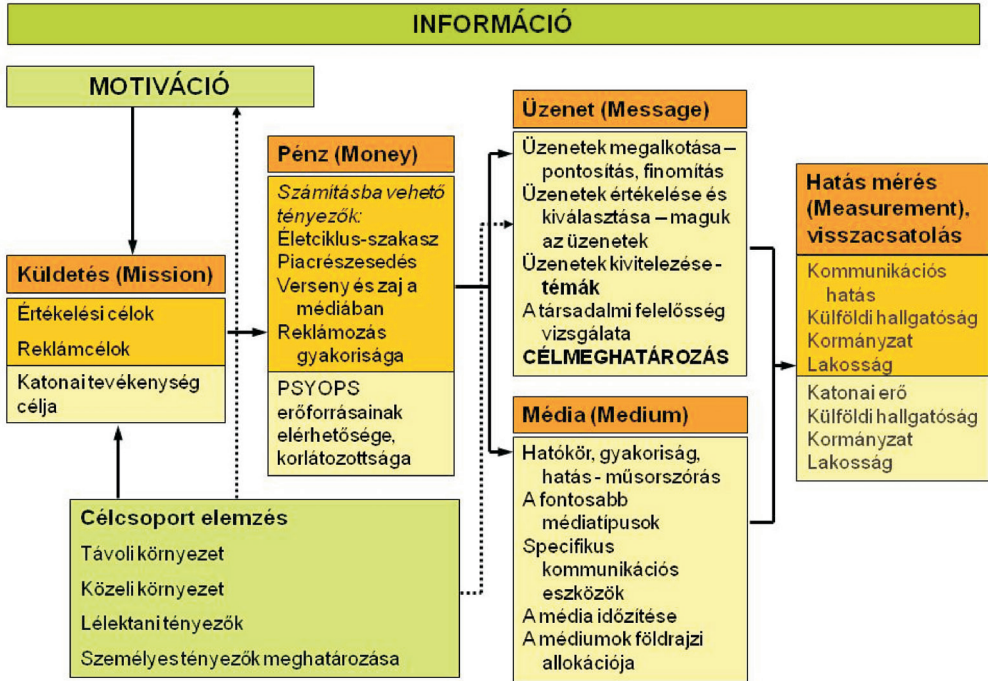 INFORMÁCIÓ
MOTIVÁCIÓ
Küldetés (Mission)
Értékelési célok
Reklámcélok
Katonai tevékenység
célja
Célcsoport elemzés
Távoli környezet
Közeli környezet
Lélektani tényezők
Személyes tényezők meghatározása
Pénz (Money)
Számításba vehető
tényezők:
Életciklus-szakasz
Piacrészesedés
Verseny és zaj a
médiában
Reklámozás
gyakorisága
PSYOPS
erőforrásainak
elérhetősége,
korlátozottsága
Üzenet (Message)
Üzenetek megalkotása –
pontosítás, finomítás
Üzenetek értékelése és
kiválasztása – maguk
az üzenetek
Üzenetek kivitelezése -
témák
A társadalmi felelősség
vizsgálata
CÉLMEGHATÁROZÁS
Média (Medium)
Hatókör, gyakoriság,
hatás - műsorszórás
A fontosabb
médiatípusok
Specifikus
kommunikációs
eszközök
A média időzítése
A médiumok földrajzi
allokációja
Hatás mérés
(Measurement),
visszacsatolás
Kommunikációs
hatás
Külföldi hallgatóság
Kormányzat
Lakosság
Katonai erő
Külföldi hallgatóság
Kormányzat
Lakosság